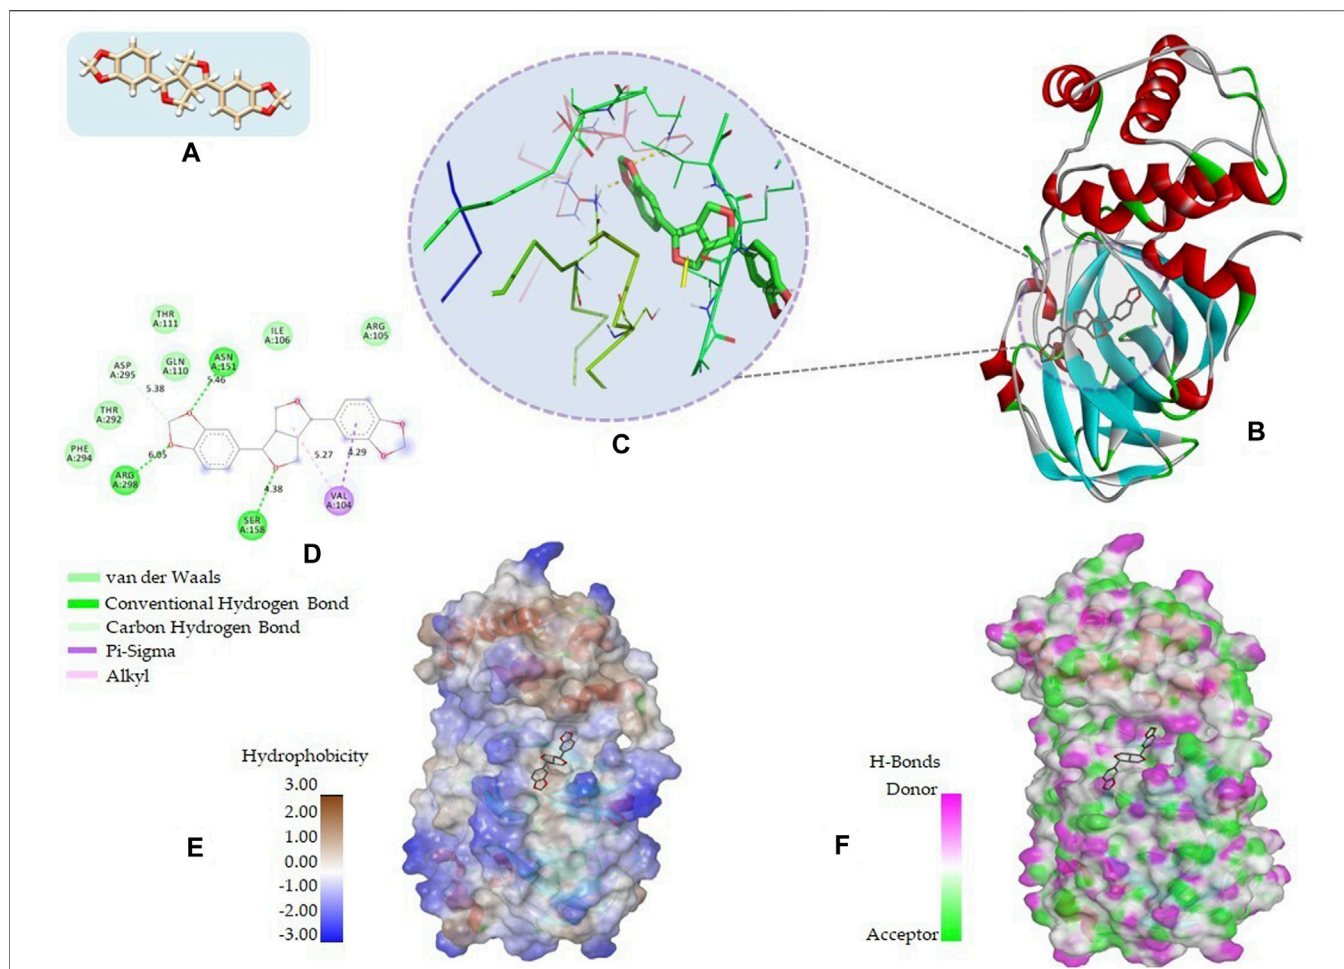 A
B
C
THR
A:111
ILE
A:106
ARG
A:105
ASN
A:151
GLN
A:110
ASP
A:295
5.46
5.38
THR
A:292
PHE
A:294
6.05
ARG
A:298
5.27
4.29
4.38
VAL
A:104
SER
A:158
D
van der Waals
Conventional Hydrogen Bond
Carbon Hydrogen Bond
Pi-Sigma
Alkyl
Hydrophobicity
3.00
2.00
1.00
0.00
-1.00
-2.00
-3.00
E
H-Bonds
Donor
Acceptor
F